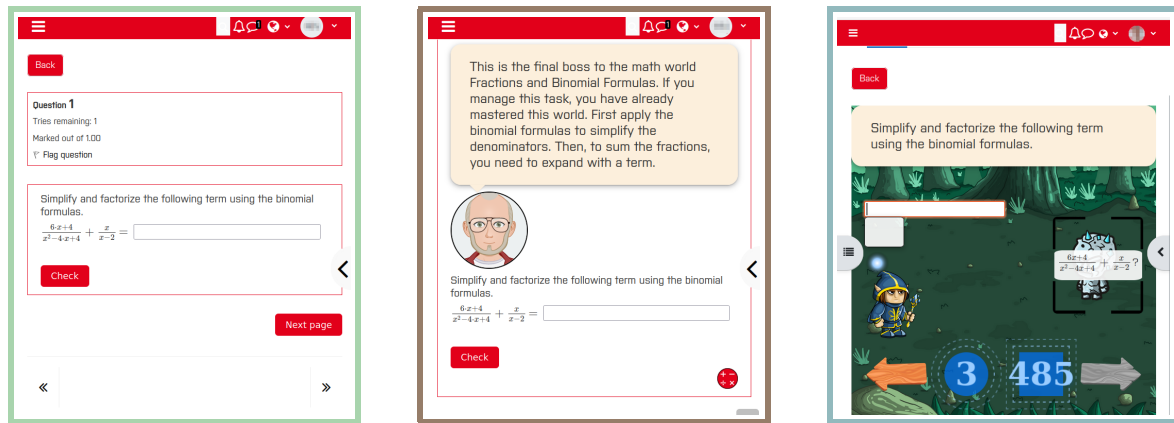 1
Back
Question 1
Tries remaining: 1
Marked out of 1.00
Flag question
Simplify and factorize the following term using the binomial
formulas.
6·x+4 / x²−4·x+4 + x / x−2 =
Check
Next page
«
»
1
This is the final boss to the math world
Fractions and Binomial Formulas. If you
manage this task, you have already
mastered this world. First apply the
binomial formulas to simplify the
denominators. Then, to sum the fractions,
you need to expand with a term.
Simplify and factorize the following term using the binomial
formulas.
6·x+4 / x²−4·x+4 + x / x−2 =
Check
+ −
÷ ×
Back
Simplify and factorize the following term
using the binomial formulas.
6x+4 / x²−4x+4 + x / x−2 ?
3 485